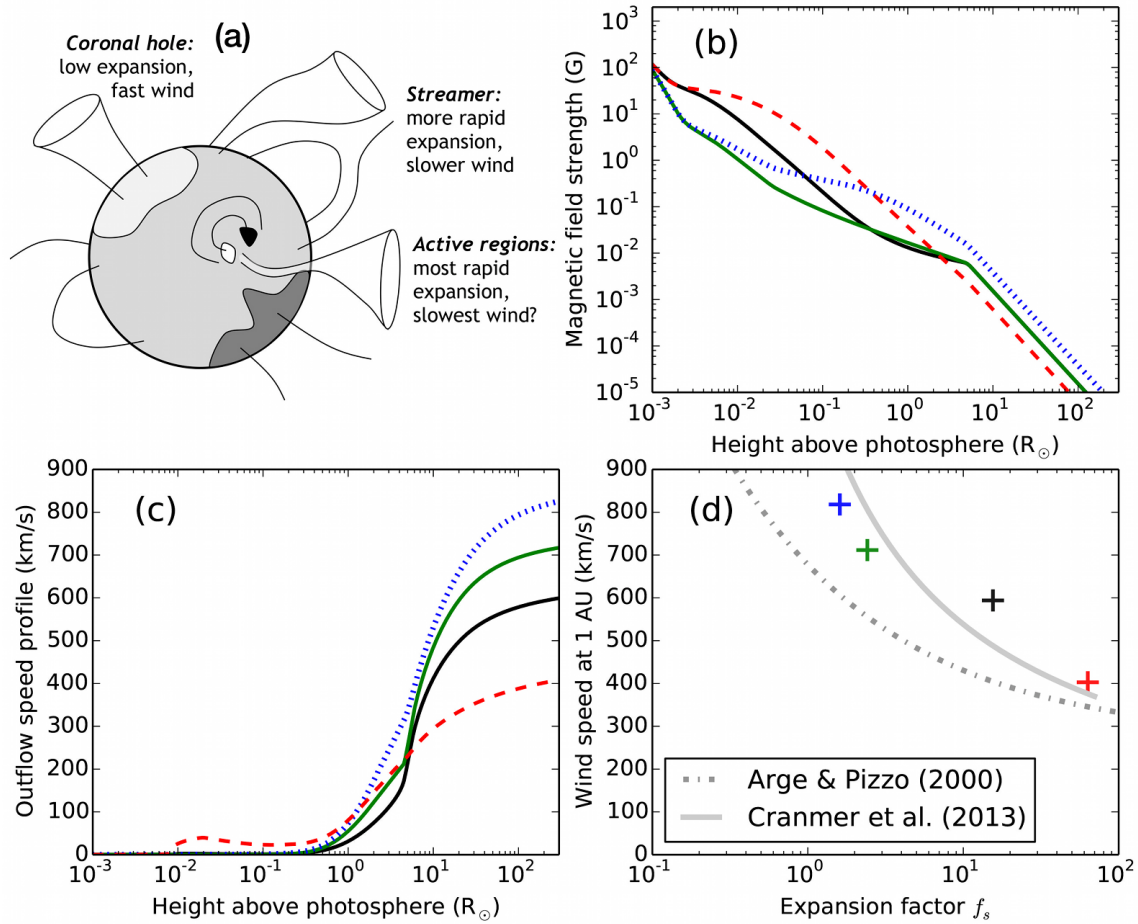 (a)
Coronal hole:
low expansion,
fast wind
Streamer:
more rapid
expansion,
slower wind
Active regions:
most rapid
expansion,
slowest wind?
(b)
Magnetic field strength (G)
10³
10²
10¹
10⁰
10⁻¹
10⁻²
10⁻³
10⁻⁴
10⁻⁵
10⁻³ 10⁻² 10⁻¹ 10⁰ 10¹ 10²
Height above photosphere (R☉)
(c)
Outflow speed profile (km/s)
900
800
700
600
500
400
300
200
100
0
10⁻³ 10⁻² 10⁻¹ 10⁰ 10¹ 10²
Height above photosphere (R☉)
(d)
Wind speed at 1 AU (km/s)
900
800
700
600
500
400
300
200
100
0
Arge & Pizzo (2000)
Cranmer et al. (2013)
10⁻¹ 10⁰ 10¹ 10²
Expansion factor fₛ